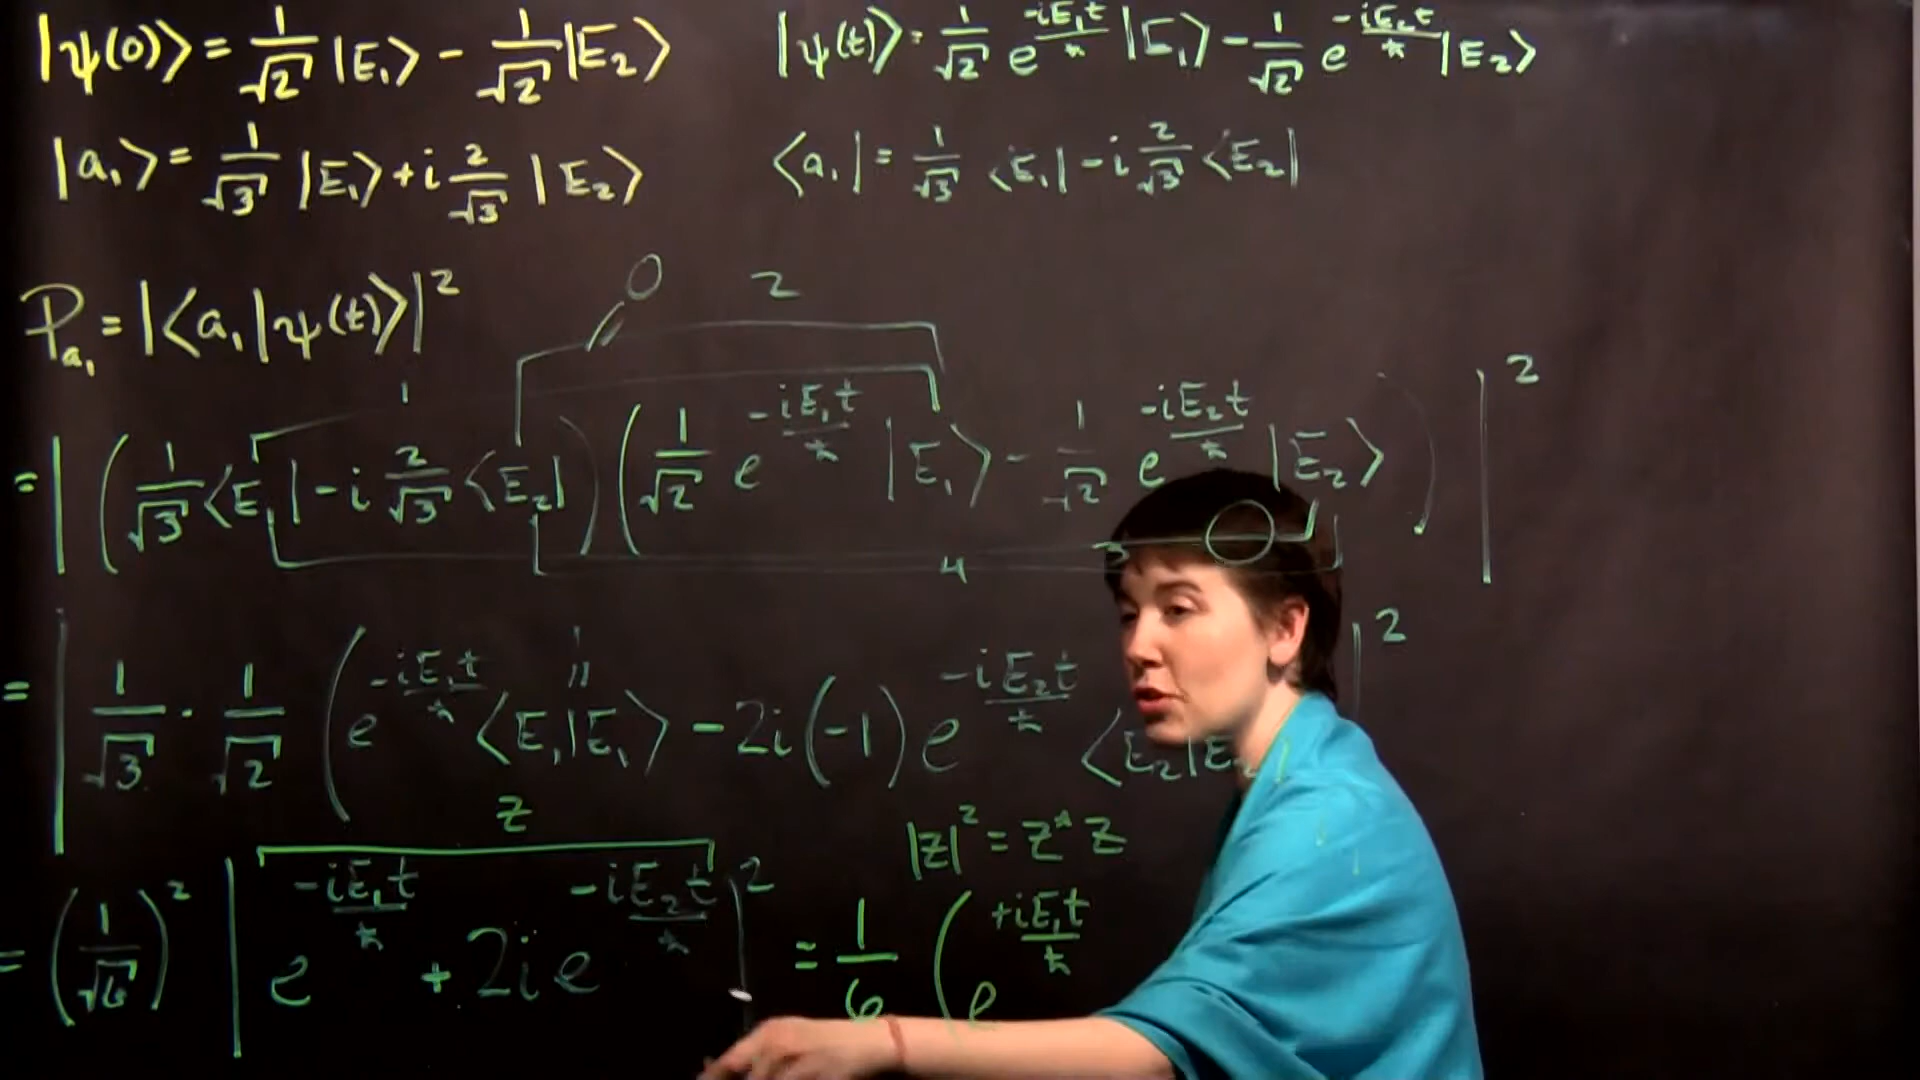 |ψ(0)⟩ = 1/√2 |E₁⟩ - 1/√2 |E₂⟩
|ψ(t)⟩ = 1/√2 e^(-iE₁t/ħ) |E₁⟩ - 1/√2 e^(-iE₂t/ħ) |E₂⟩
|a₁⟩ = 1/√3 |E₁⟩ + i 2/√3 |E₂⟩
⟨a₁| = 1/√3 ⟨E₁| - i 2/√3 ⟨E₂|
P_a₁ = |⟨a₁|ψ(t)⟩|²
0 2
1
= | (1/√3 ⟨E₁| - i 2/√3 ⟨E₂|) (1/√2 e^(-iE₁t/ħ) |E₁⟩ - 1/√2 e^(-iE₂t/ħ) |E₂⟩) |²
4 3 0
= | 1/√3 · 1/√2 (e^(-iE₁t/ħ) ⟨E₁|E₁⟩ - 2i(-1) e^(-iE₂t/ħ) ⟨E₂|E₂⟩ |²
z
|z|² = z* z
= (1/√6)² | e^(-iE₁t/ħ) + 2i e^(-iE₂t/ħ) |² = 1/6 (e^(+iE₁t/ħ)